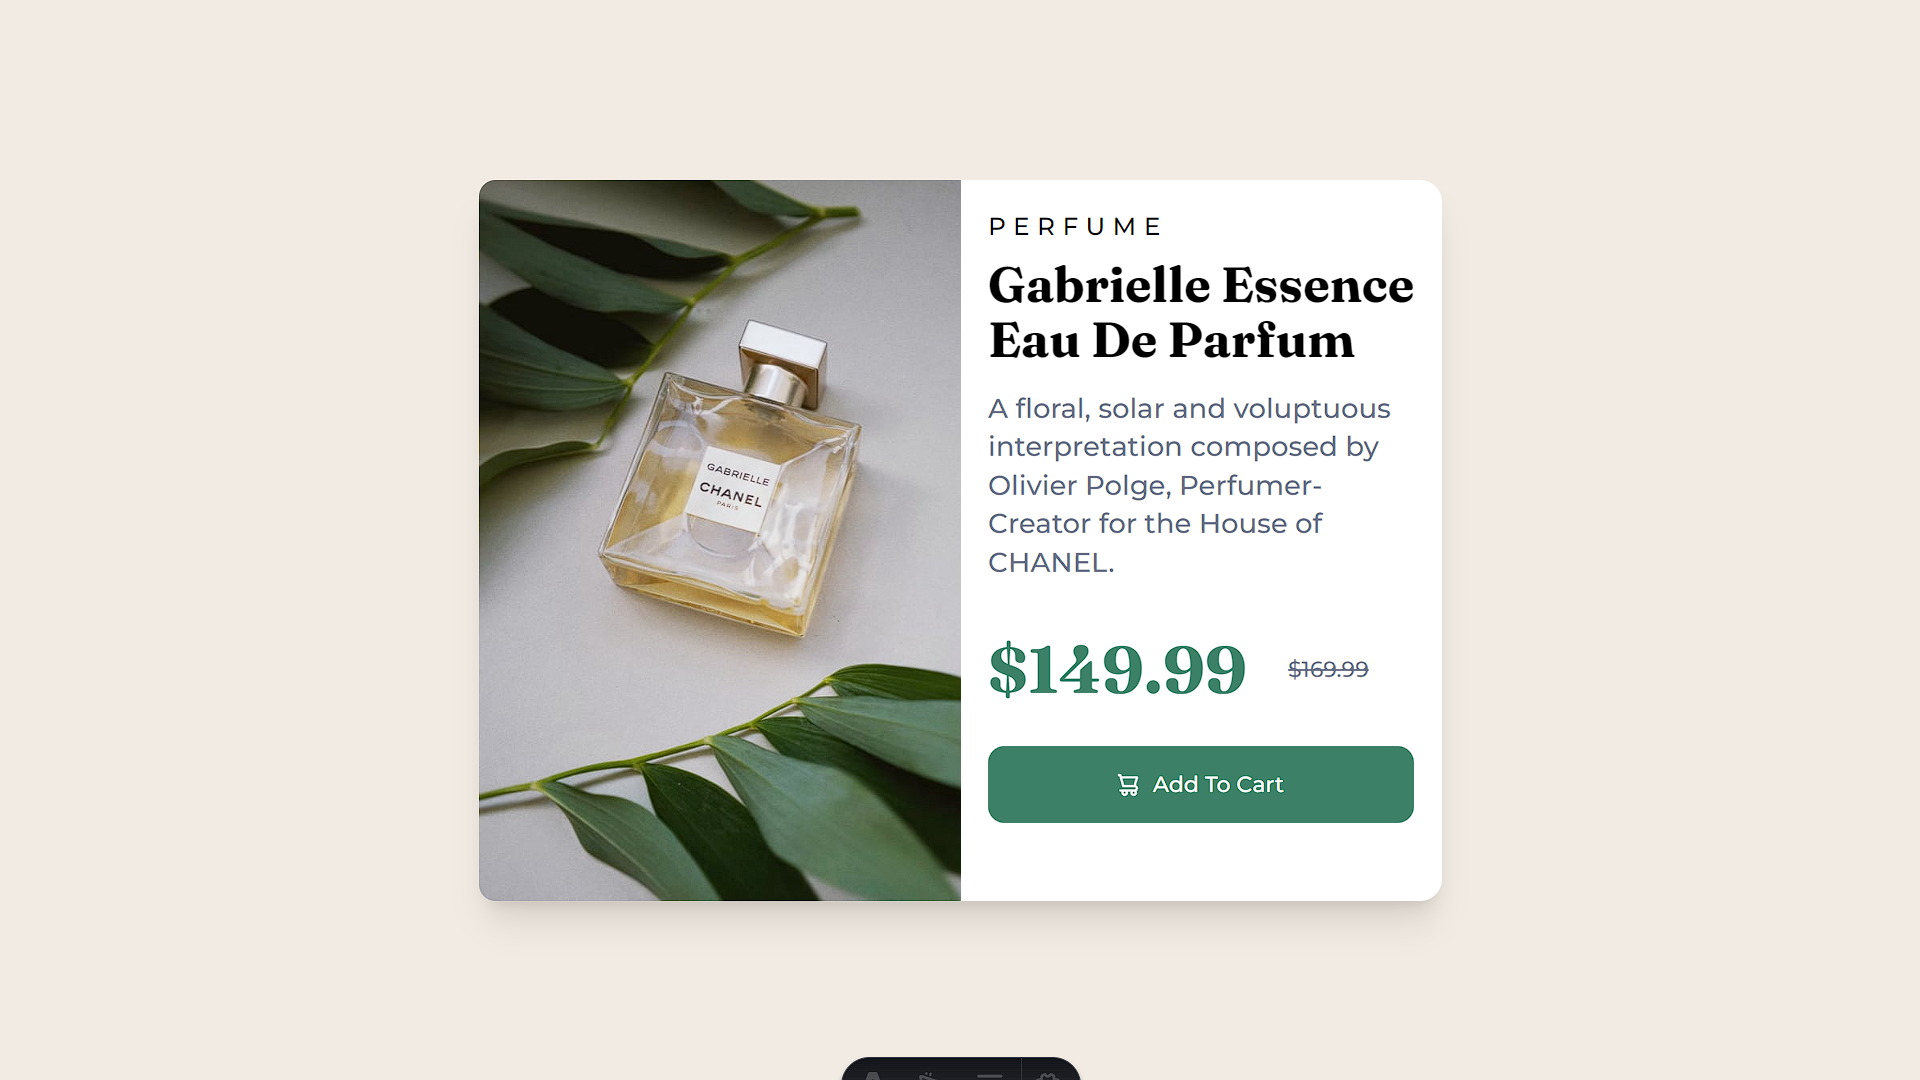 PERFUME
Gabrielle Essence
Eau De Parfum
A floral, solar and voluptuous
interpretation composed by
Olivier Polge, Perfumer-
Creator for the House of
CHANEL.
$149.99 $169.99
Add To Cart
GABRIELLE
CHANEL
PARIS